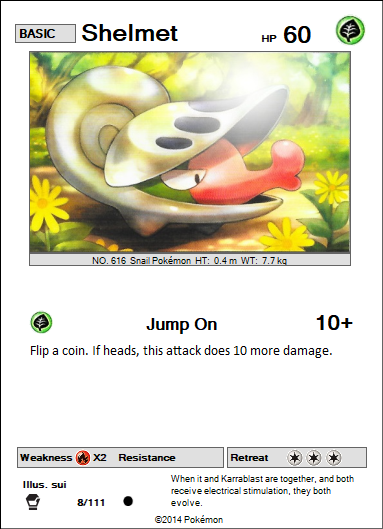 BASIC Shelmet HP 60
NO. 616 Snail Pokémon HT: 0.4 m WT: 7.7 kg
Jump On 10+
Flip a coin. If heads, this attack does 10 more damage.
Weakness X2 Resistance Retreat
Illus. sui
8/111
When it and Karrablast are together, and both
receive electrical stimulation, they both
evolve.
©2014 Pokémon